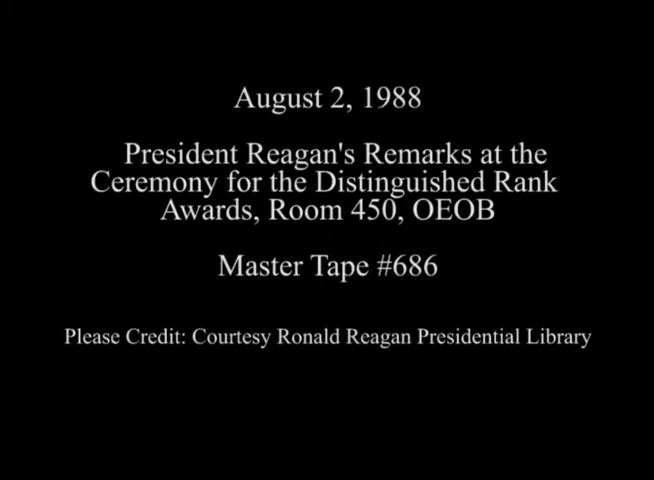 August 2, 1988
President Reagan's Remarks at the
Ceremony for the Distinguished Rank
Awards, Room 450, OEOB
Master Tape #686
Please Credit: Courtesy Ronald Reagan Presidential Library